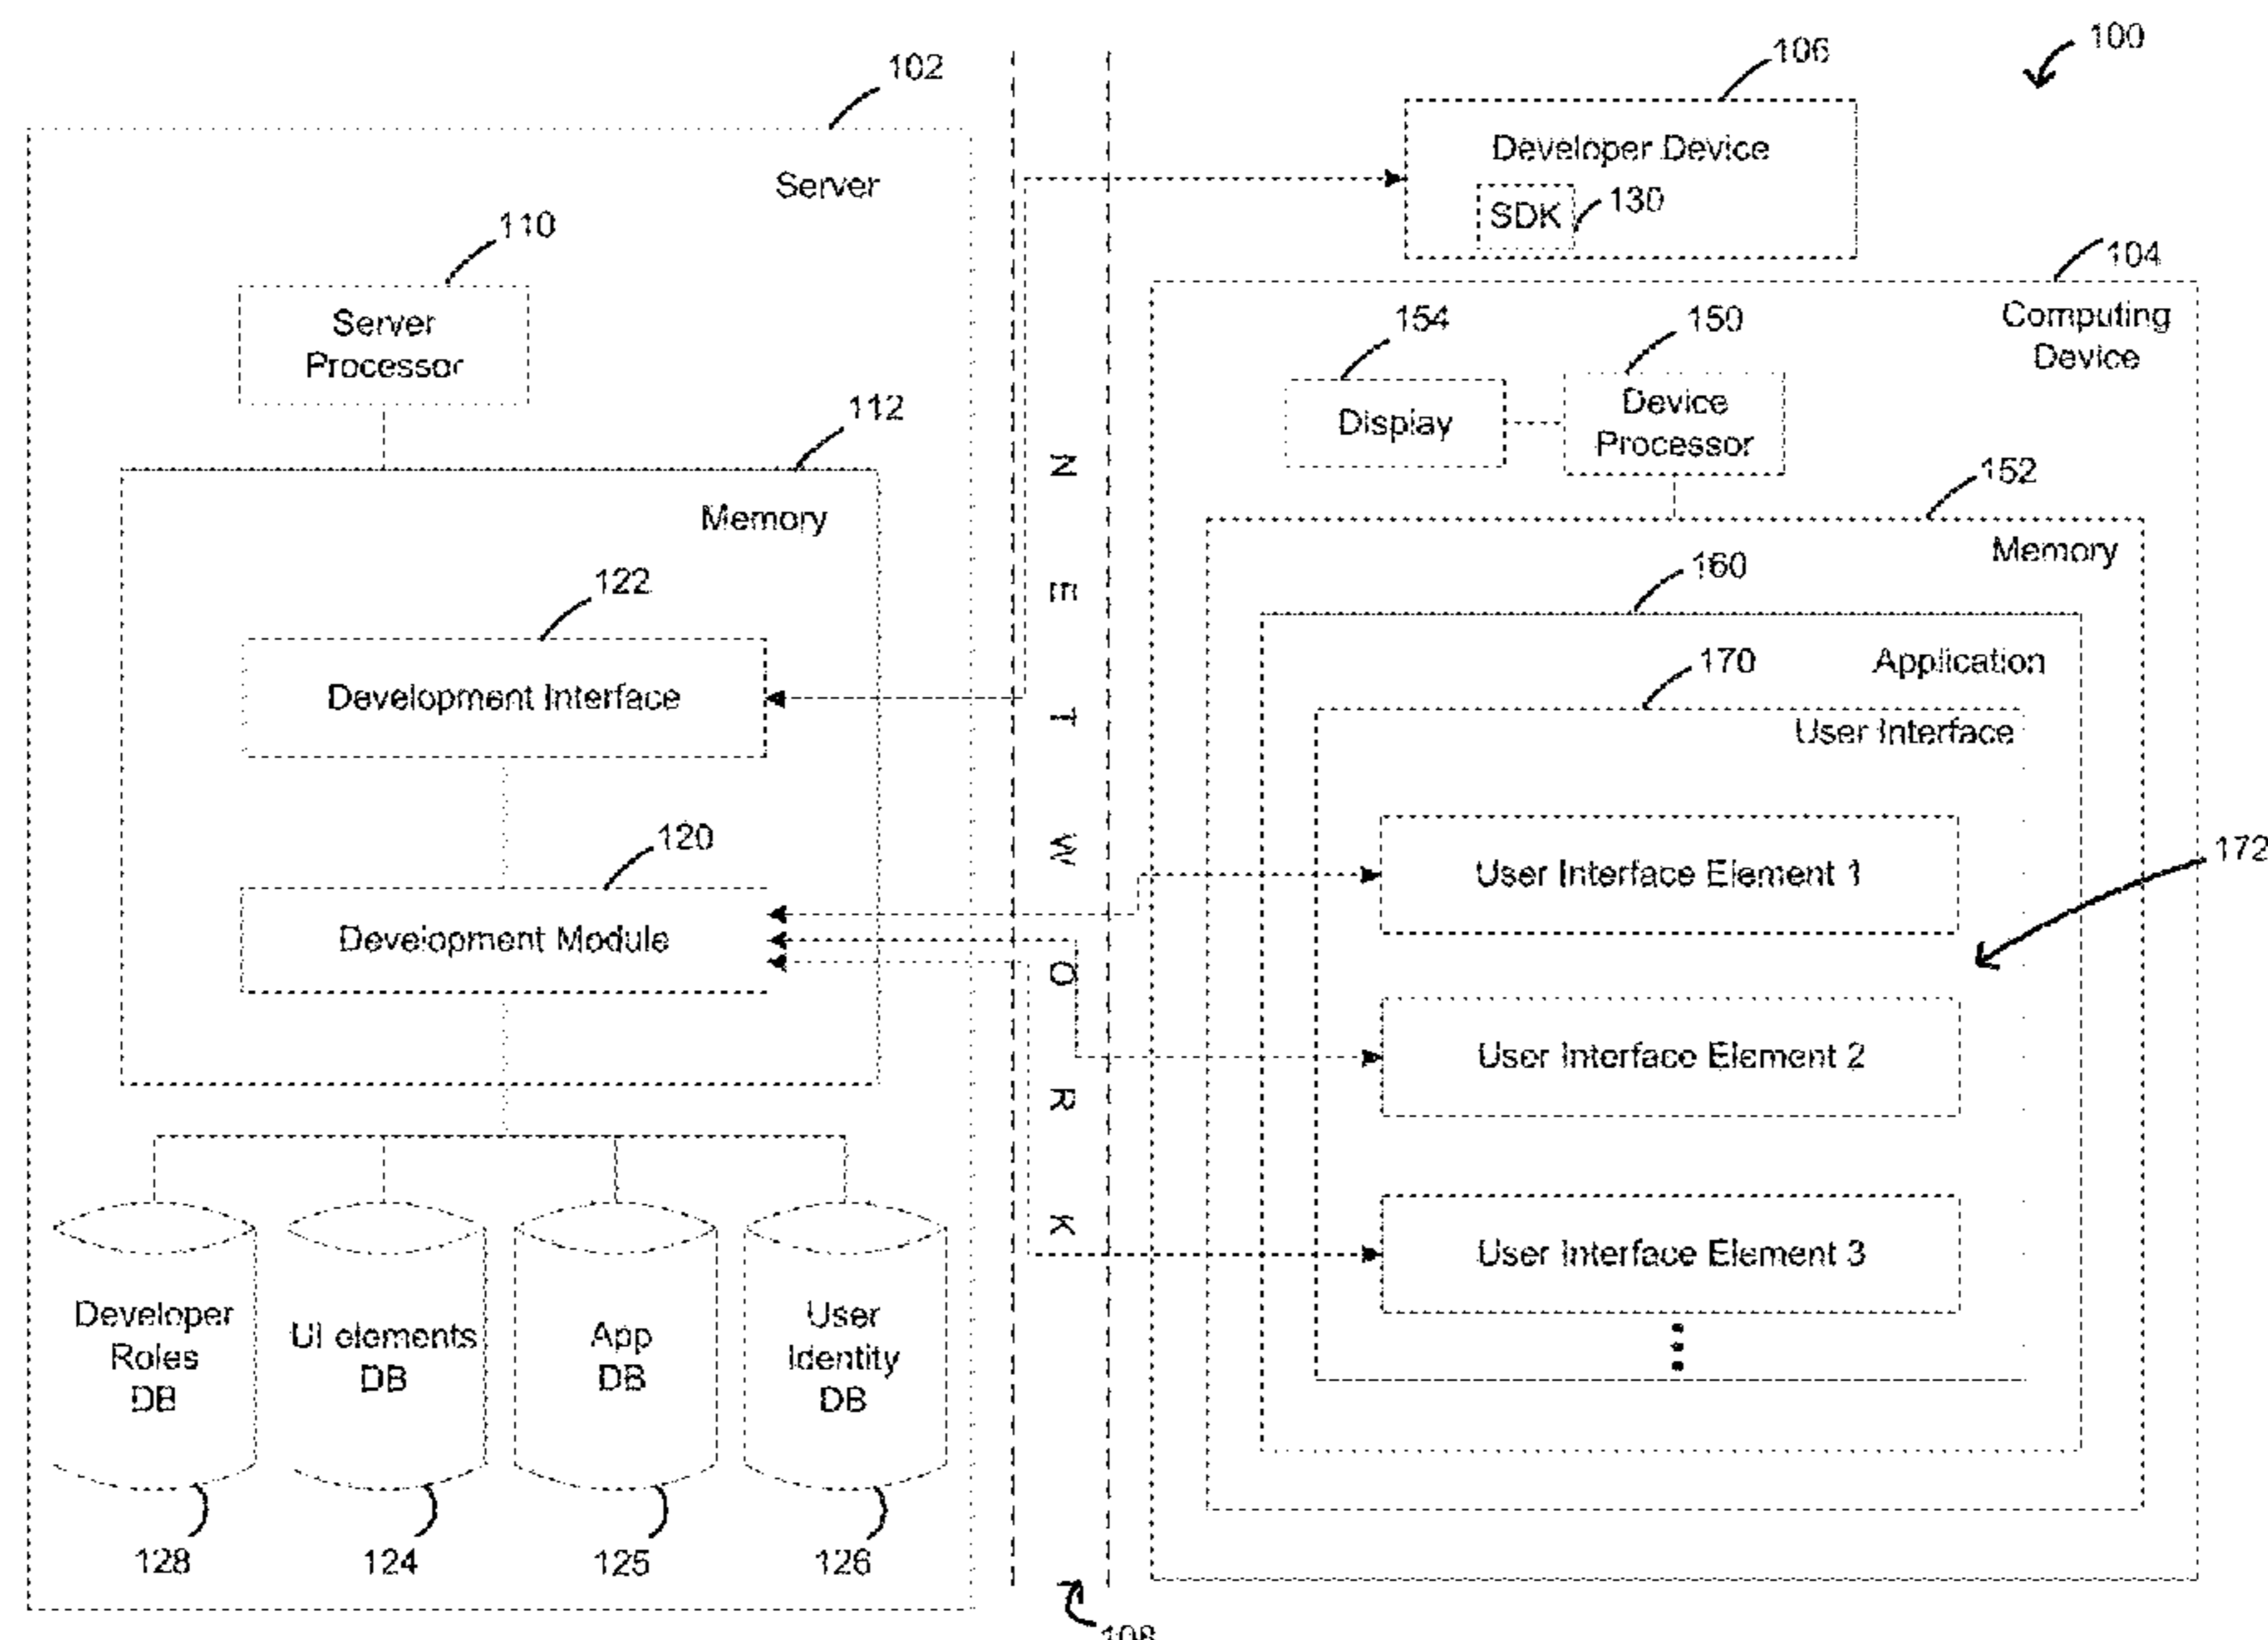 100
102
106
Developer Device
SDK
130
Server
110
Server
Processor
104
Computing
Device
154
150
Display
Device
Processor
112
Memory
152
Memory
122
Development Interface
160
Application
170
User Interface
120
Development Module
User Interface Element 1
172
User Interface Element 2
User Interface Element 3
NETWORK
Developer
Roles
DB
UI elements
DB
App
DB
User
Identity
DB
128
124
125
126
108